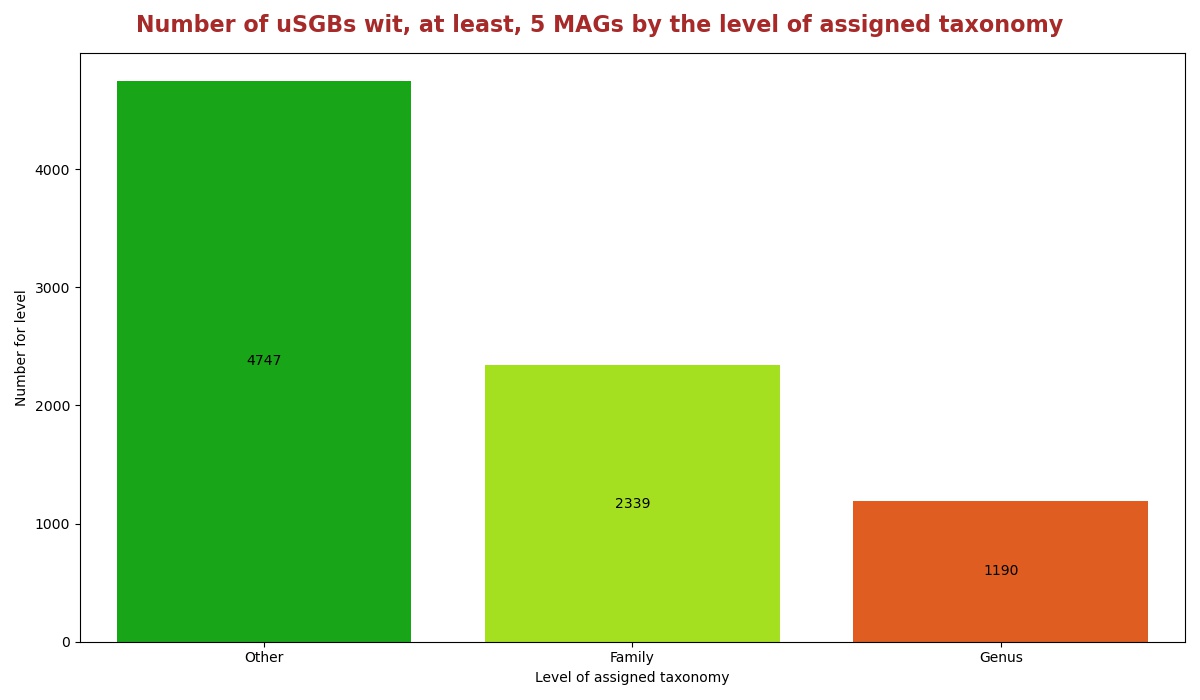 Number of uSGBs wit, at least, 5 MAGs by the level of assigned taxonomy
Number for level
4000
3000
2000
1000
0
4747
2339
1190
Other
Family
Genus
Level of assigned taxonomy